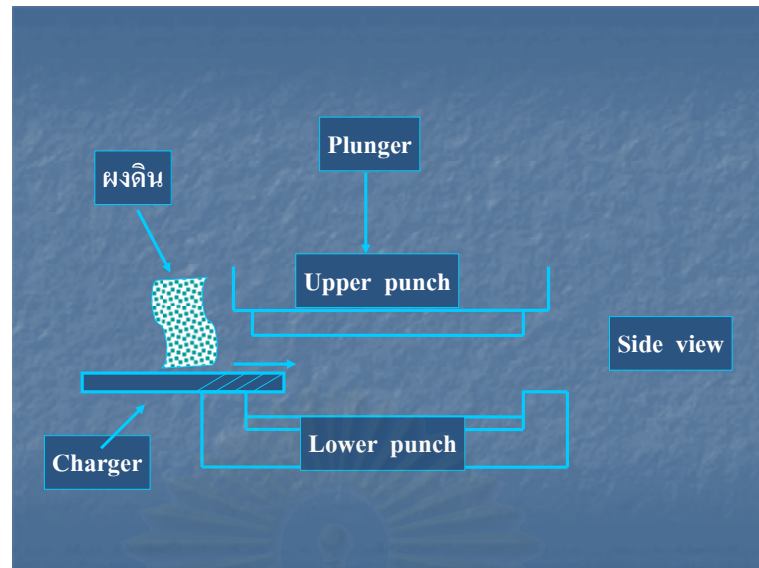 Plunger
ผงดิน
Upper punch
Side view
Lower punch
Charger